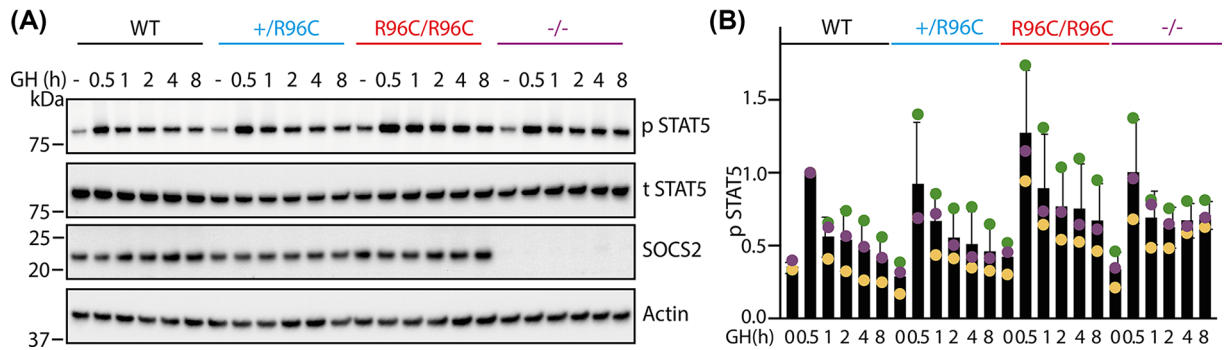 (A)
WT +/R96C R96C/R96C -/-
GH (h) - 0.5 1 2 4 8 - 0.5 1 2 4 8 - 0.5 1 2 4 8 - 0.5 1 2 4 8
kDa
75
p STAT5
75
t STAT5
25
20
SOCS2
37
Actin
(B)
WT +/R96C R96C/R96C -/-
p STAT5
1.5
1.0
0.5
0.0
GH(h) 0 0.5 1 2 4 8 0 0.5 1 2 4 8 0 0.5 1 2 4 8 0 0.5 1 2 4 8